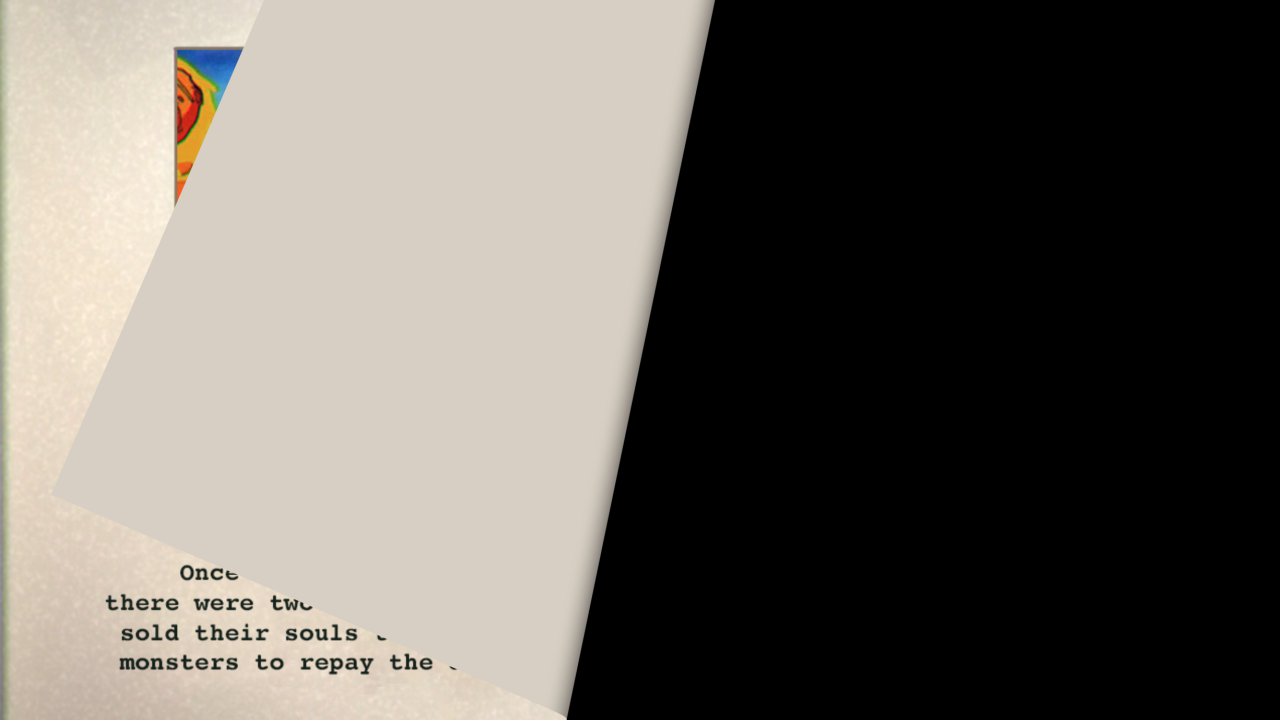 Once
there were two
sold their souls
monsters to repay the